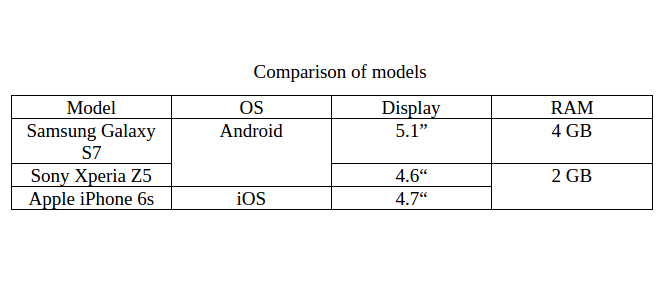 Comparison of models
Model OS Display RAM
Samsung Galaxy Android 5.1” 4 GB
S7
Sony Xperia Z5 4.6“ 2 GB
Apple iPhone 6s iOS 4.7“